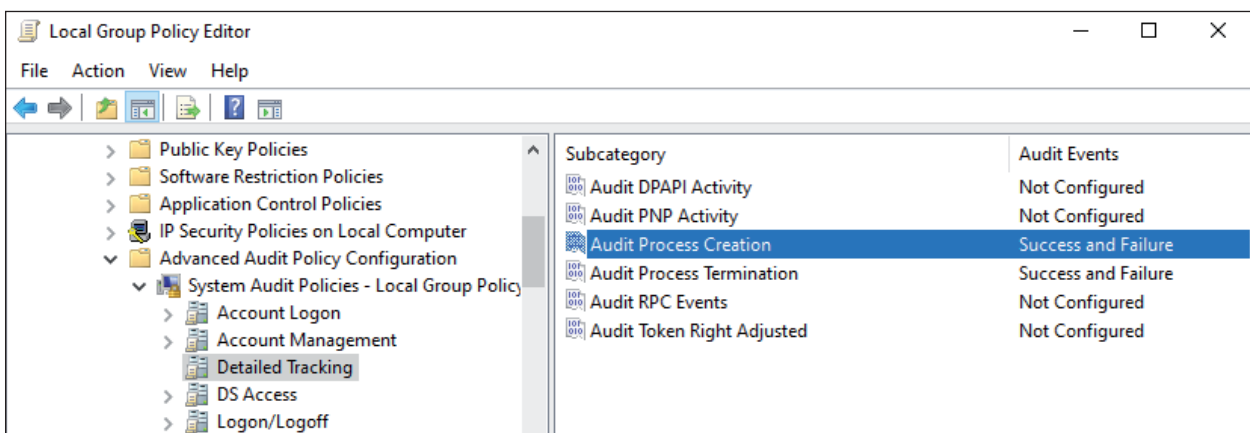 Local Group Policy Editor
File Action View Help
Public Key Policies
Software Restriction Policies
Application Control Policies
IP Security Policies on Local Computer
Advanced Audit Policy Configuration
System Audit Policies - Local Group Policy
Account Logon
Account Management
Detailed Tracking
DS Access
Logon/Logoff
Subcategory Audit Events
Audit DPAPI Activity Not Configured
Audit PNP Activity Not Configured
Audit Process Creation Success and Failure
Audit Process Termination Success and Failure
Audit RPC Events Not Configured
Audit Token Right Adjusted Not Configured